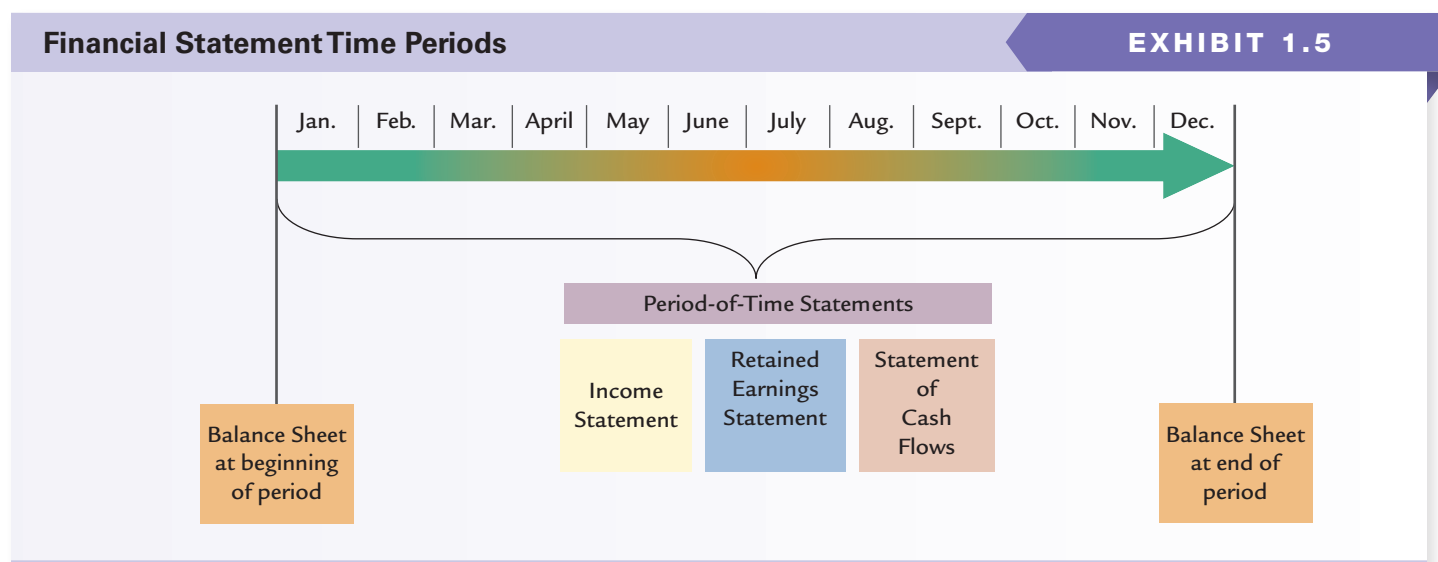 Financial Statement Time Periods
EXHIBIT 1.5
Jan. Feb. Mar. April May June July Aug. Sept. Oct. Nov. Dec.
Period-of-Time Statements
Income
Statement
Retained
Earnings
Statement
Statement
of
Cash
Flows
Balance Sheet
at beginning
of period
Balance Sheet
at end of
period